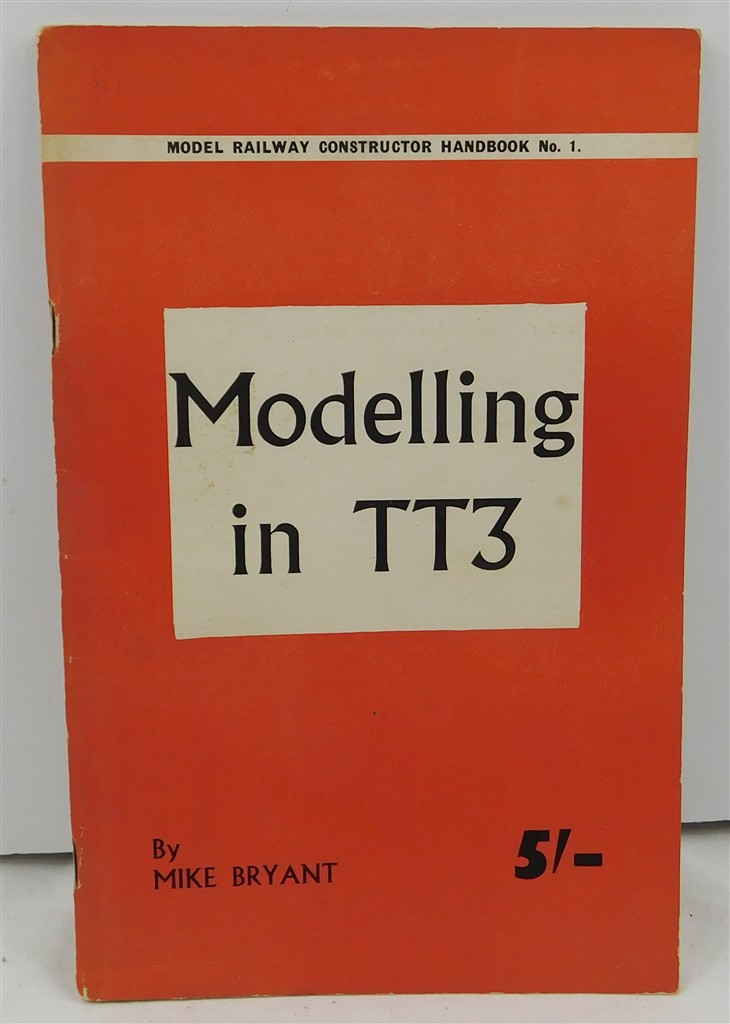 MODEL RAILWAY CONSTRUCTOR HANDBOOK No. 1.
Modelling
in TT3
By
MIKE BRYANT
5/-